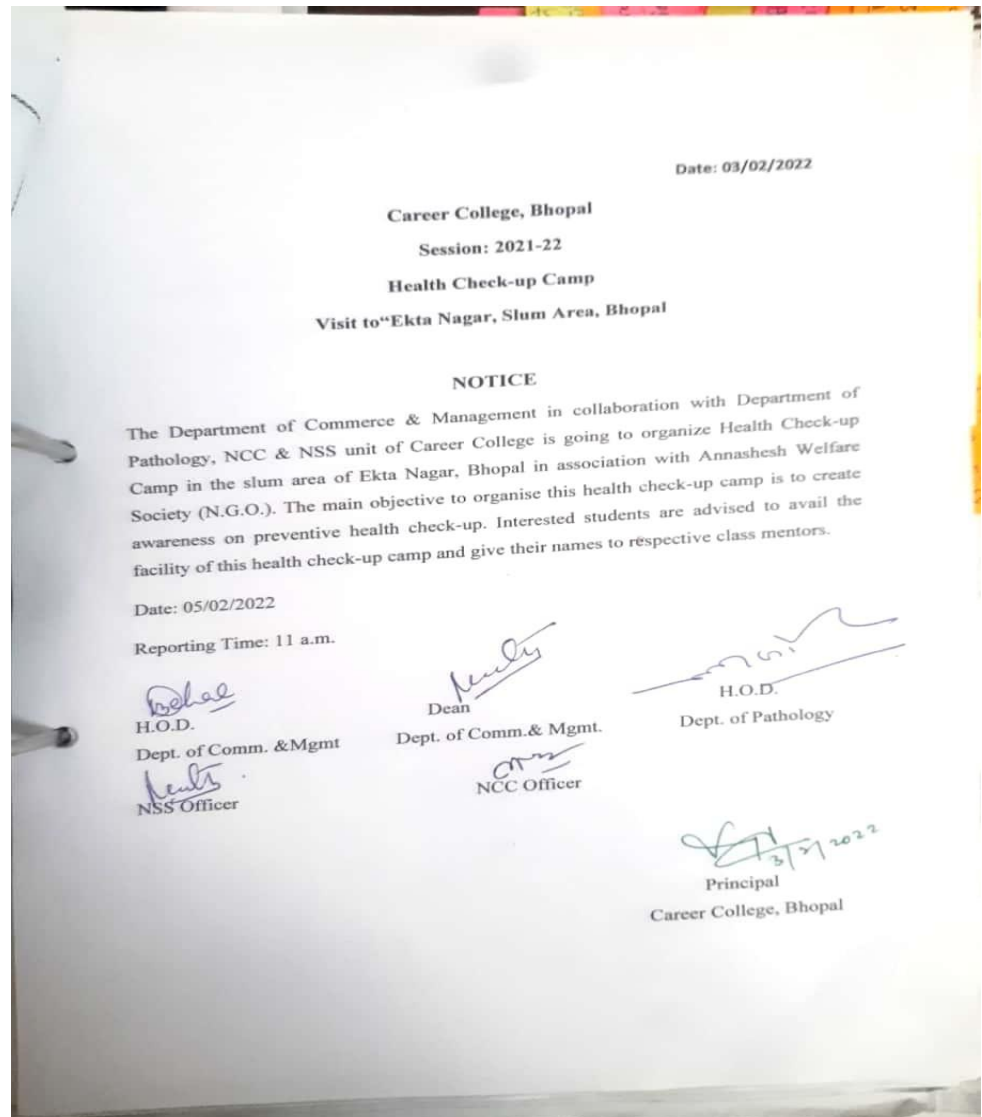 Date: 03/02/2022
Career College, Bhopal
Session: 2021-22
Health Check-up Camp
Visit to“Ekta Nagar, Slum Area, Bhopal
NOTICE
The Department of Commerce & Management in collaboration with Department of
Pathology, NCC & NSS unit of Career College is going to organize Health Check-up
Camp in the slum area of Ekta Nagar, Bhopal in association with Annashesh Welfare
Society (N.G.O.). The main objective to organise this health check-up camp is to create
awareness on preventive health check-up. Interested students are advised to avail the
facility of this health check-up camp and give their names to respective class mentors.
Date: 05/02/2022
Reporting Time: 11 a.m.
H.O.D.
Dept. of Comm. &Mgmt
Dean
Dept. of Comm.& Mgmt.
H.O.D.
Dept. of Pathology
NSS Officer
NCC Officer
3/2/2022
Principal
Career College, Bhopal